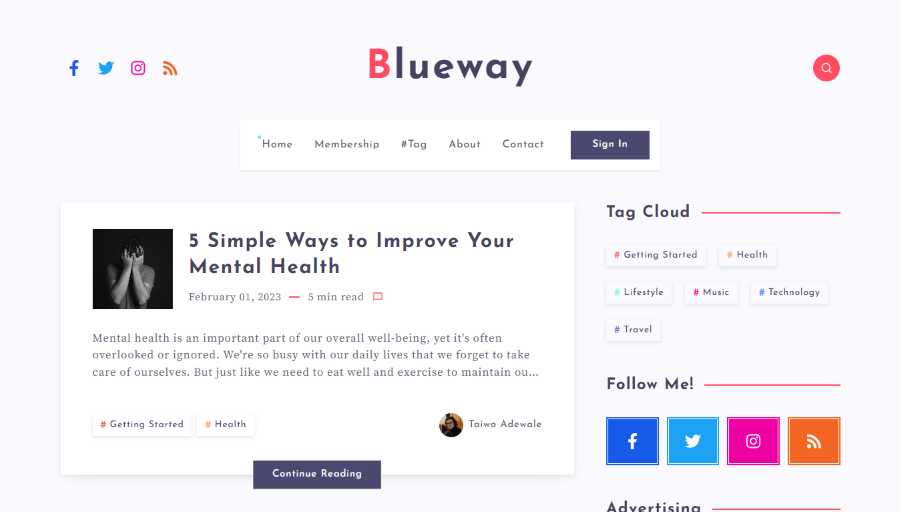 Blueway
Home Membership #Tag About Contact Sign In
5 Simple Ways to Improve Your
Mental Health
February 01, 2023 — 5 min read
Mental health is an important part of our overall well-being, yet it's often
overlooked or ignored. We're so busy with our daily lives that we forget to take
care of ourselves. But just like we need to eat well and exercise to maintain ou...
# Getting Started # Health Taiwo Adewale
Continue Reading
Tag Cloud
# Getting Started # Health
# Lifestyle # Music # Technology
# Travel
Follow Me!
Advertising